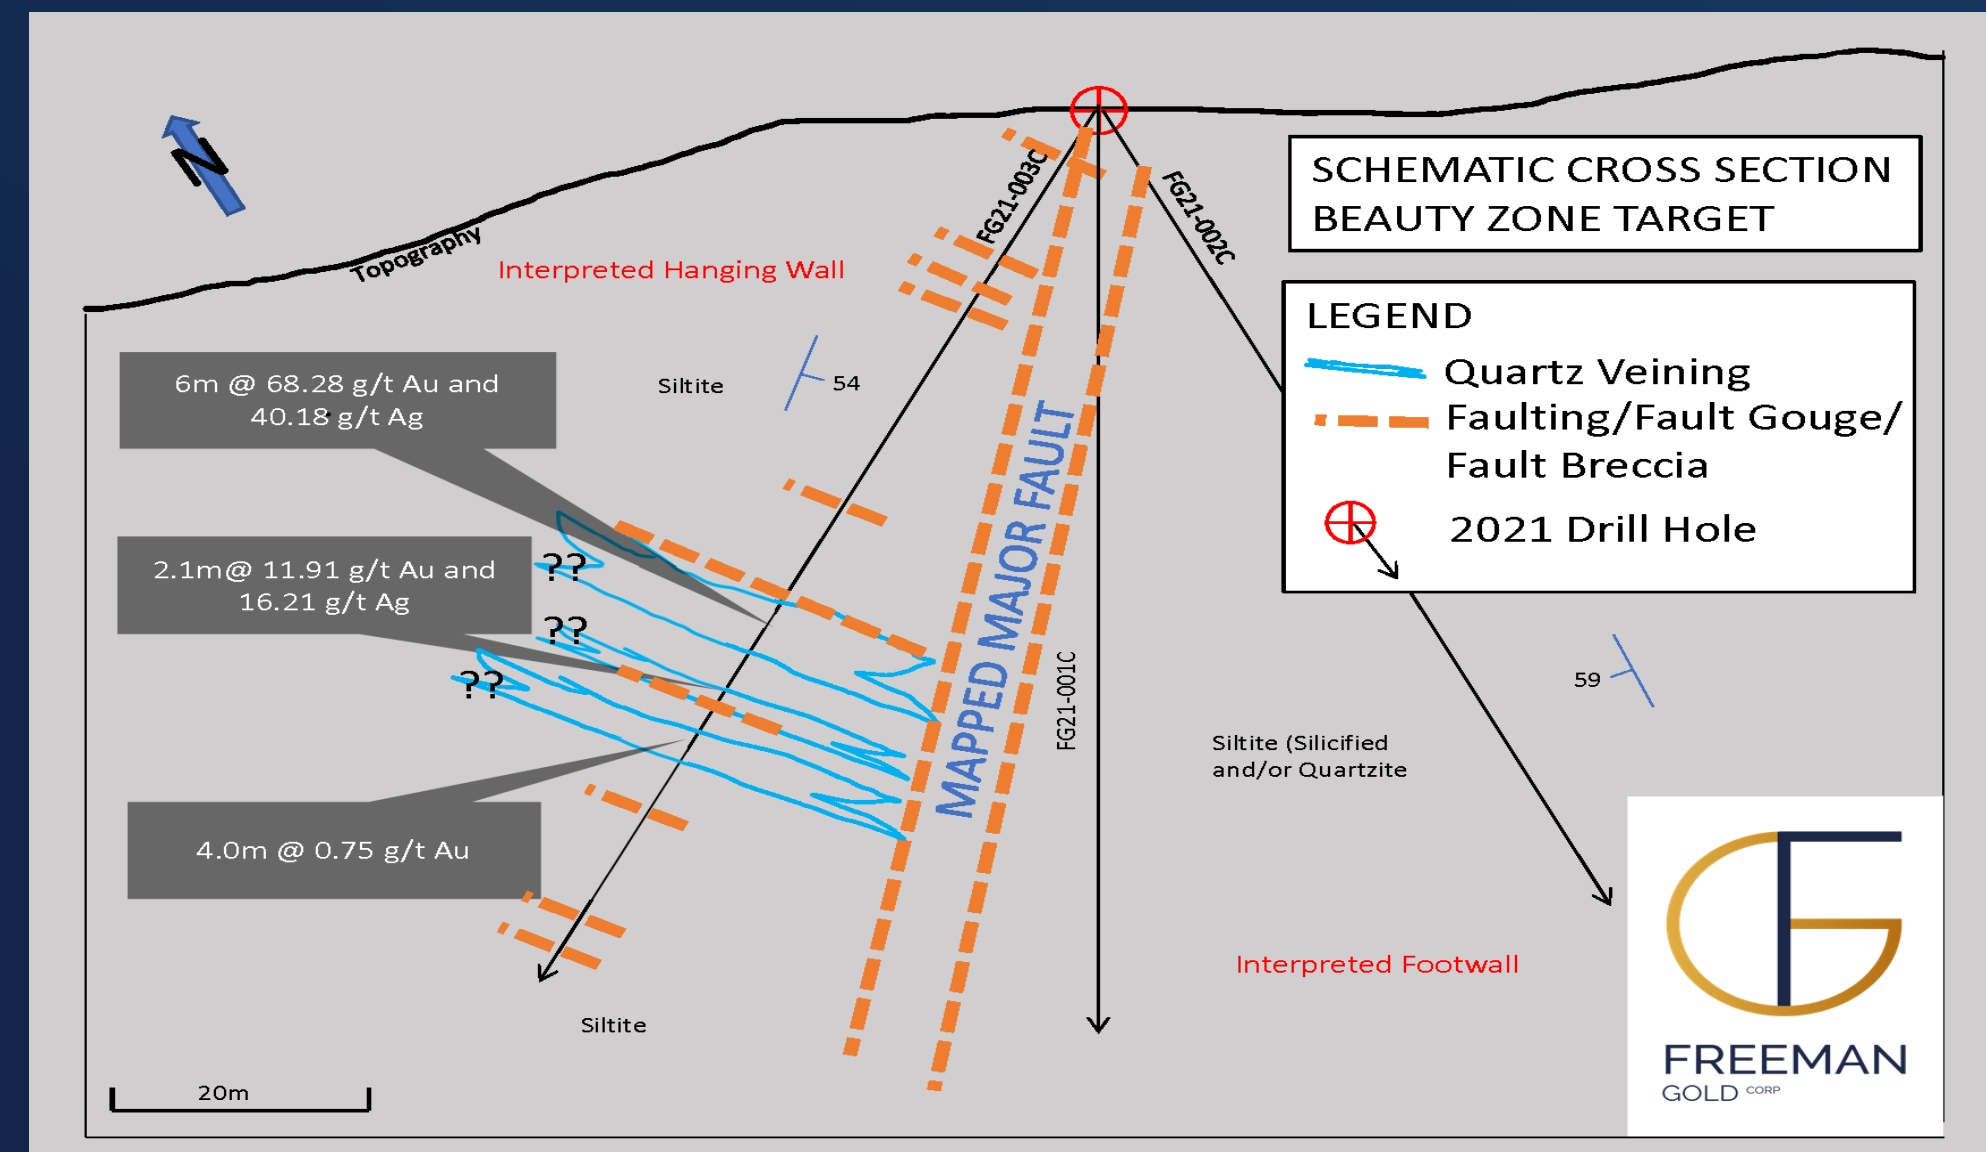 N
SCHEMATIC CROSS SECTION
BEAUTY ZONE TARGET
FG21-003C
FG21-002C
Topography
Interpreted Hanging Wall
LEGEND
Quartz Veining
Faulting/Fault Gouge/
Fault Breccia
2021 Drill Hole
6m @ 68.28 g/t Au and
40.18 g/t Ag
Siltite
54
MAPPED MAJOR FAULT
2.1m@ 11.91 g/t Au and
16.21 g/t Ag
??
??
??
FG21-001C
59
Siltite (Silicified
and/or Quartzite
4.0m @ 0.75 g/t Au
Interpreted Footwall
Siltite
20m
FREEMAN
GOLD CORP